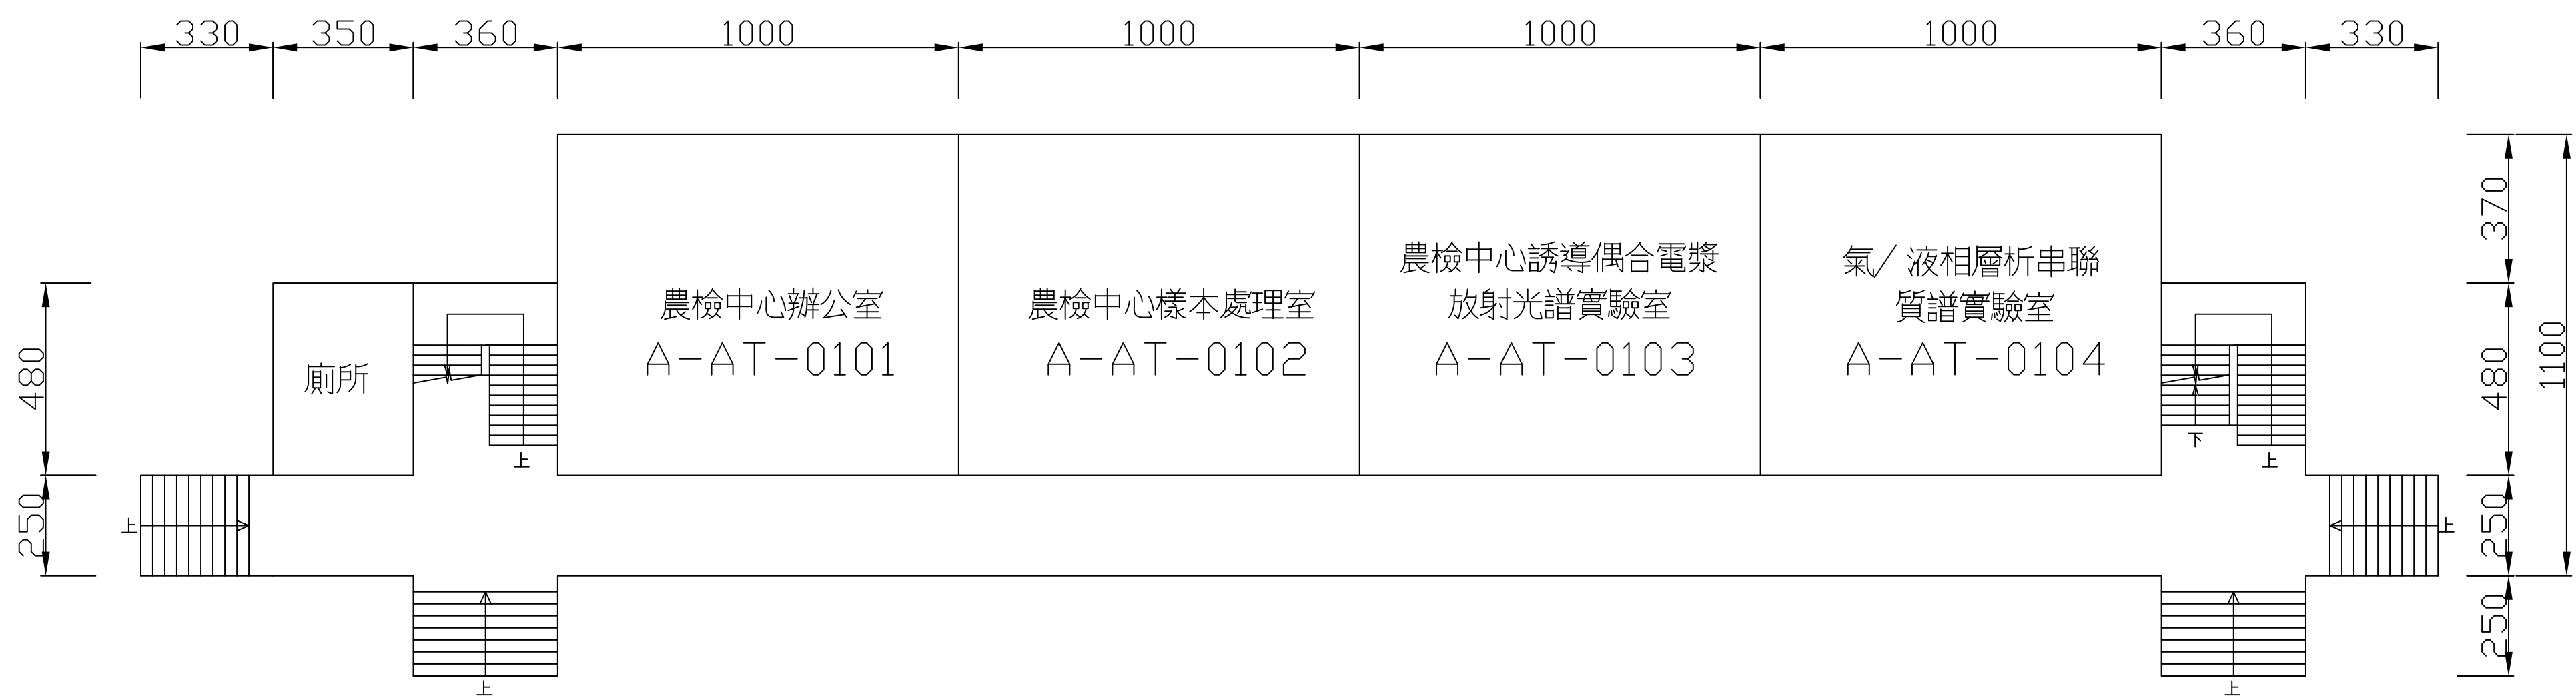 330
350
360
1000
1000
1000
1000
360
330
農檢中心辦公室
A-AT-0101
農檢中心樣本處理室
A-AT-0102
農檢中心誘導偶合電漿
放射光譜實驗室
A-AT-0103
氣/液相層析串聯
質譜實驗室
A-AT-0104
廁所
上
下
上
上
上
上
上
480
250
370
480
250
250
1100